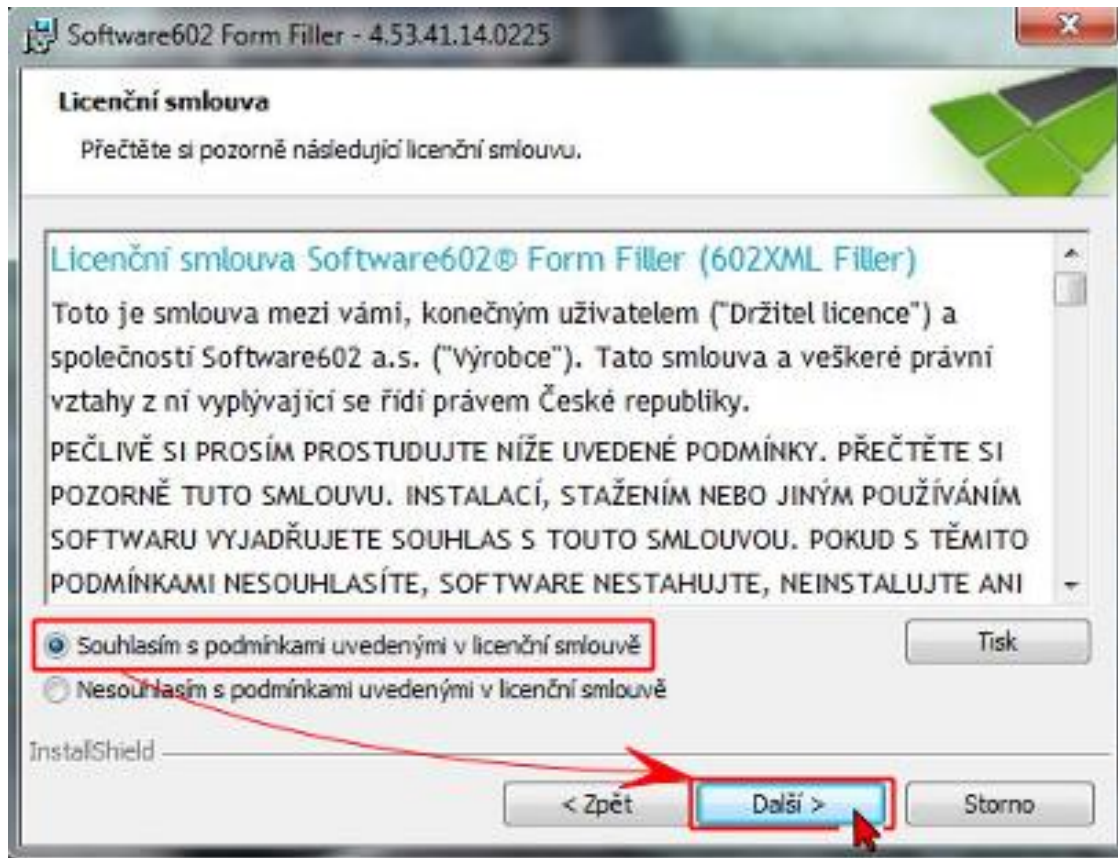 Software602 Form Filler - 4.53.41.14.0225
Licenční smlouva
Přečtěte si pozorně následující licenční smlouvu.
Licenční smlouva Software602® Form Filler (602XML Filler)
Toto je smlouva mezi vámi, konečným uživatelem ("Držitel licence") a
společností Software602 a.s. ("Výrobce"). Tato smlouva a veškeré právní
vztahy z ní vyplývající se řídí právem České republiky.
PEČLIVĚ SI PROSÍM PROSTUDUJTE NÍŽE UVEDENÉ PODMÍNKY. PŘEČTĚTE SI
POZORNĚ TUTO SMLOUVU. INSTALACÍ, STAŽENÍM NEBO JINÝM POUŽÍVÁNÍM
SOFTWARU VYJADŘUJETE SOUHLAS S TOUTO SMLOUVOU. POKUD S TĚMITO
PODMÍNKAMI NESOUHLASÍTE, SOFTWARE NESTAHUJTE, NEINSTALUJTE ANI
Souhlasím s podmínkami uvedenými v licenční smlouvě
Tisk
Nesouhlasím s podmínkami uvedenými v licenční smlouvě
InstallShield
< Zpět
Další >
Storno